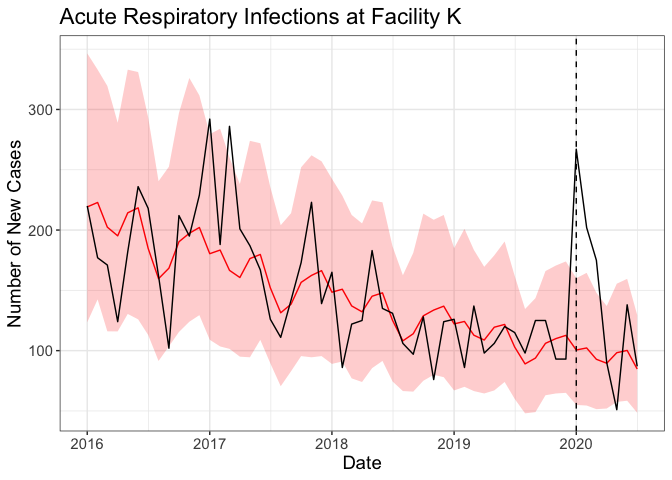 Acute Respiratory Infections at Facility K
Number of New Cases
300
200
100
2016 2017 2018 2019 2020
Date